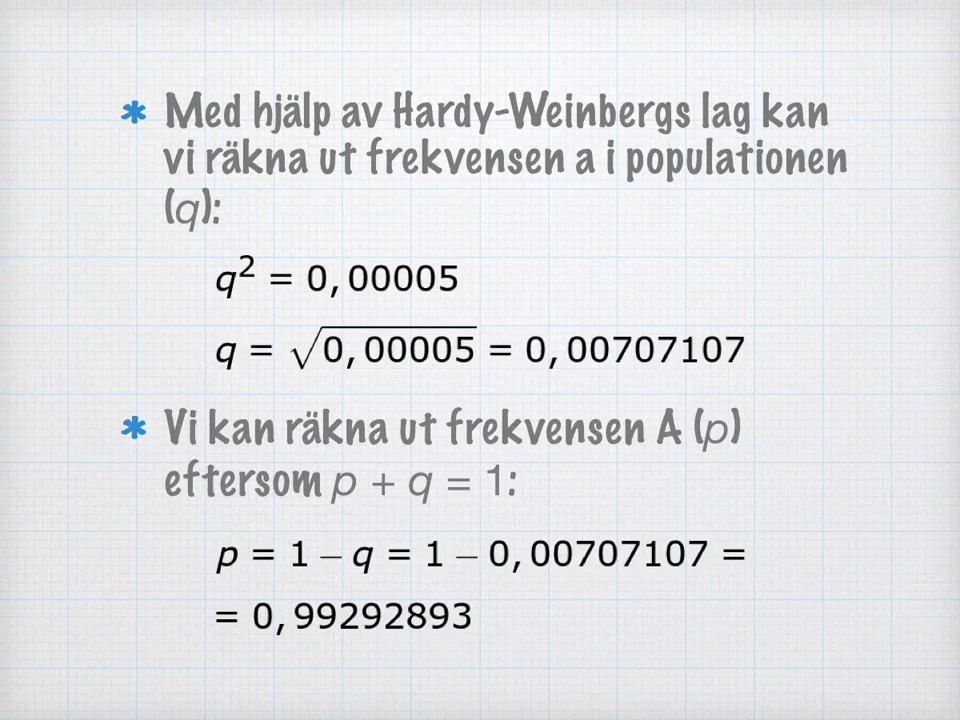 * Med hjälp av Hardy-Weinbergs lag kan
vi räkna ut frekvensen a i populationen
(q):
q² = 0,00005
q = √0,00005 = 0,00707107
* Vi kan räkna ut frekvensen A (p)
eftersom p + q = 1:
p = 1 – q = 1 – 0,00707107 =
= 0,99292893